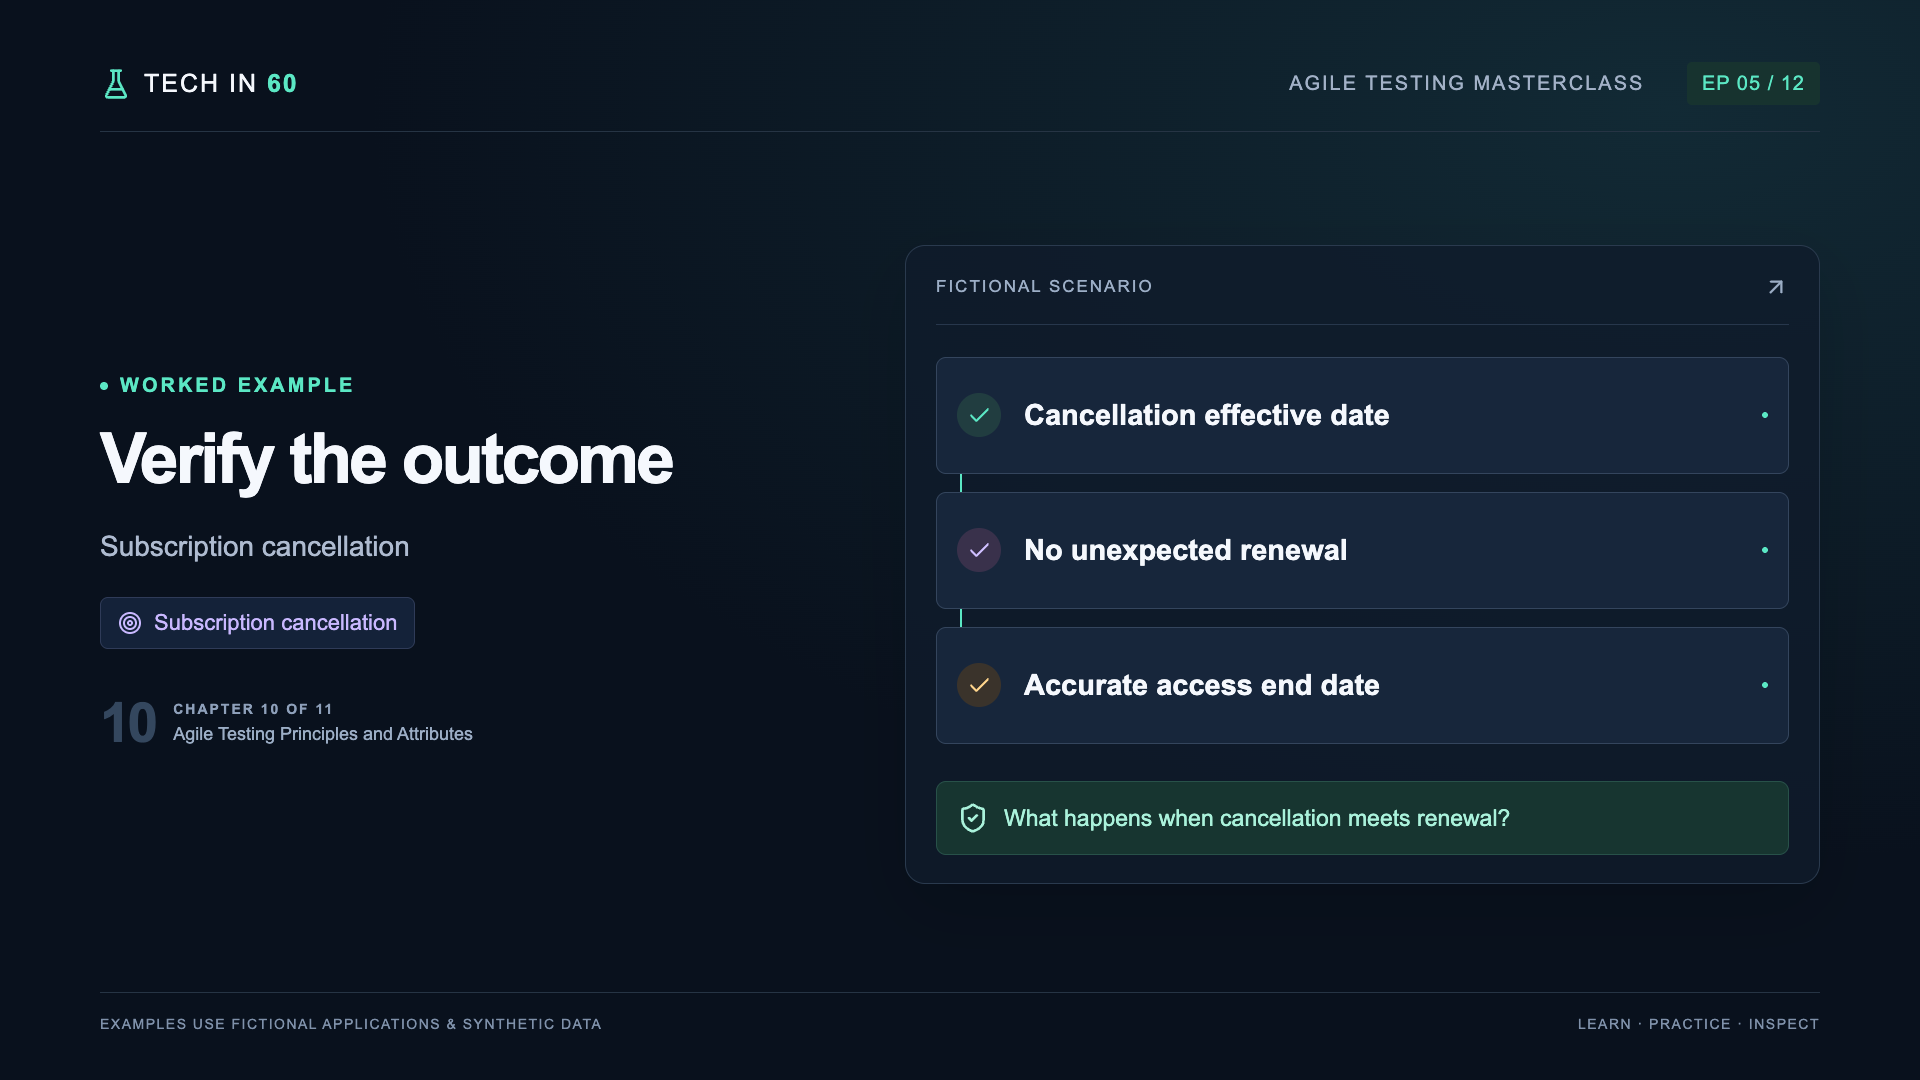 TECH IN 60
AGILE TESTING MASTERCLASS
EP 05 / 12
WORKED EXAMPLE
Verify the outcome
Subscription cancellation
Subscription cancellation
10
CHAPTER 10 OF 11
Agile Testing Principles and Attributes
FICTIONAL SCENARIO
Cancellation effective date
No unexpected renewal
Accurate access end date
What happens when cancellation meets renewal?
EXAMPLES USE FICTIONAL APPLICATIONS & SYNTHETIC DATA
LEARN · PRACTICE · INSPECT